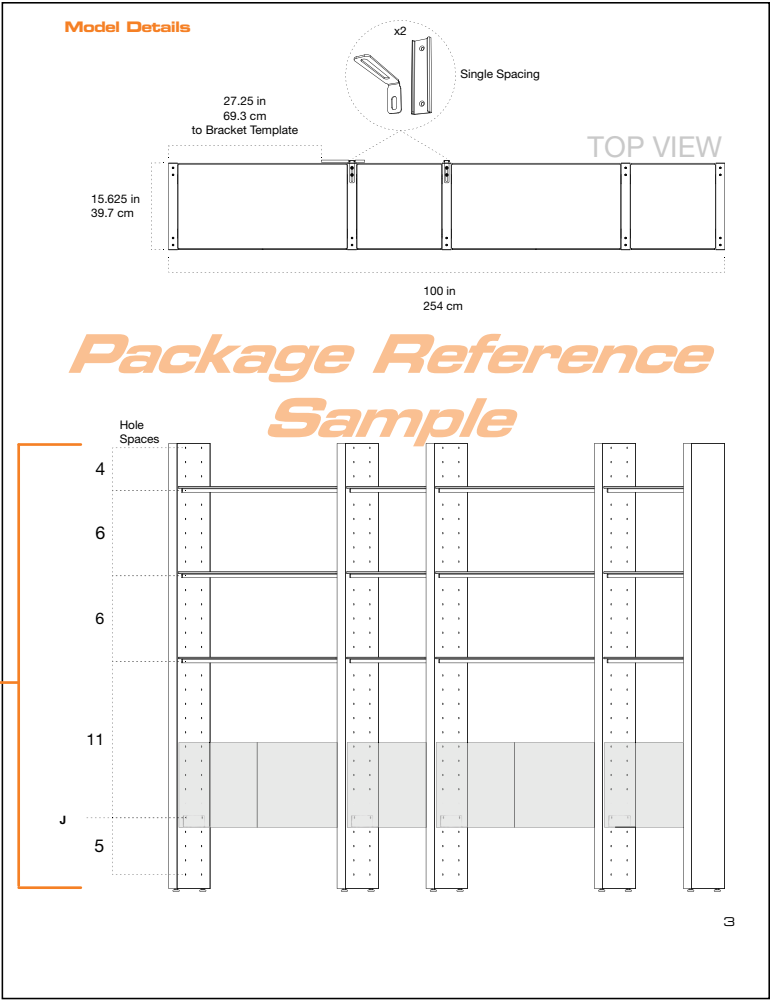 Model Details
x2
Single Spacing
27.25 in
69.3 cm
to Bracket Template
TOP VIEW
15.625 in
39.7 cm
100 in
254 cm
Package Reference
Sample
Hole
Spaces
4
6
6
11
J
5
3